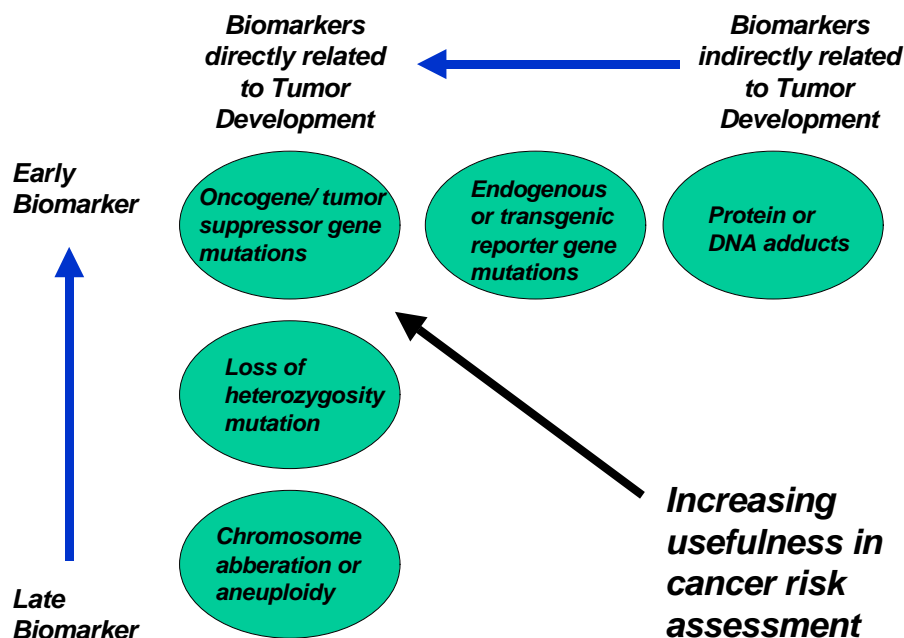 Biomarkers
directly related
to Tumor
Development
Biomarkers
indirectly related
to Tumor
Development
Early
Biomarker
Oncogene/ tumor
suppressor gene
mutations
Endogenous
or transgenic
reporter gene
mutations
Protein or
DNA adducts
Loss of
heterozygosity
mutation
Chromosome
abberation or
aneuploidy
Late
Biomarker
Increasing
usefulness in
cancer risk
assessment